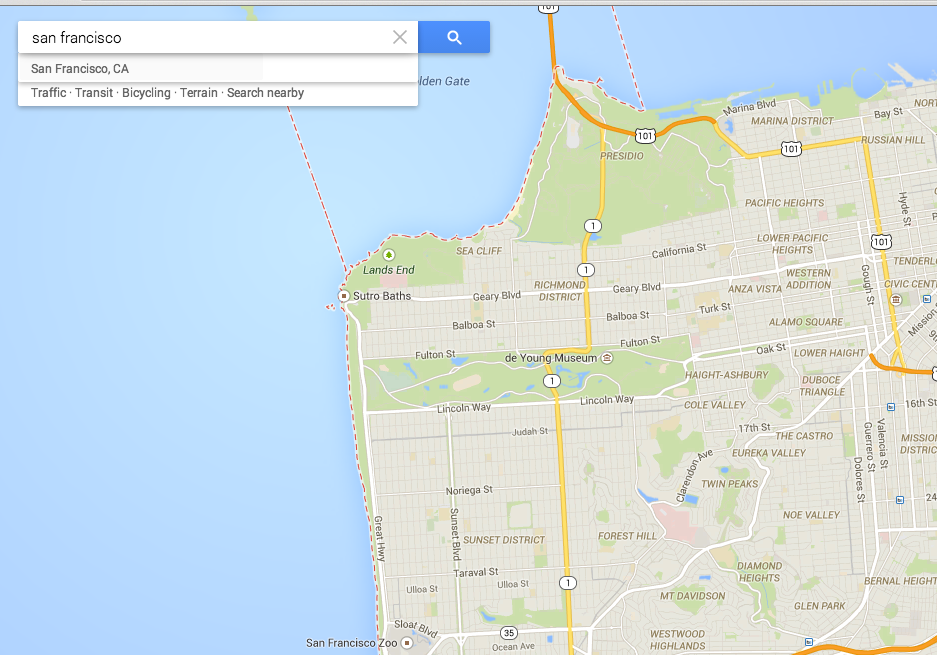 101
san francisco
San Francisco, CA
Golden Gate
Traffic · Transit · Bicycling · Terrain · Search nearby
Marina Blvd
MARINA DISTRICT
Bay St
101
101
RUSSIAN HILL
PRESIDIO
Hyde St
PACIFIC HEIGHTS
1
LOWER PACIFIC
HEIGHTS
101
SEA CLIFF
California St
Lands End
1
WESTERN
ADDITION
Gough St
RICHMOND
DISTRICT
Geary Blvd
ANZA VISTA
CIVIC CENT
Sutro Baths
Geary Blvd
Turk St
Mission
Balboa St
Balboa St
ALAMO SQUARE
Fulton St
Fulton St
Oak St
LOWER HAIGHT
de Young Museum
1
HAIGHT-ASHBURY
DUBOCE
TRIANGLE
Lincoln Way
Lincoln Way
COLE VALLEY
16th St
Judah St
17th St
THE CASTRO
Valencia St
Guerrero St
Dolores St
MISSION
DISTRIC
EUREKA VALLEY
Clarendon Ave
TWIN PEAKS
Noriega St
24
Great Hwy
Sunset Blvd
NOE VALLEY
SUNSET DISTRICT
FOREST HILL
Taraval St
DIAMOND
HEIGHTS
Ulloa St
Ulloa St
1
BERNAL HEIGHT
MT DAVIDSON
GLEN PARK
Sloat Blvd
35
San Francisco Zoo
Ocean Ave
WESTWOOD
HIGHLANDS